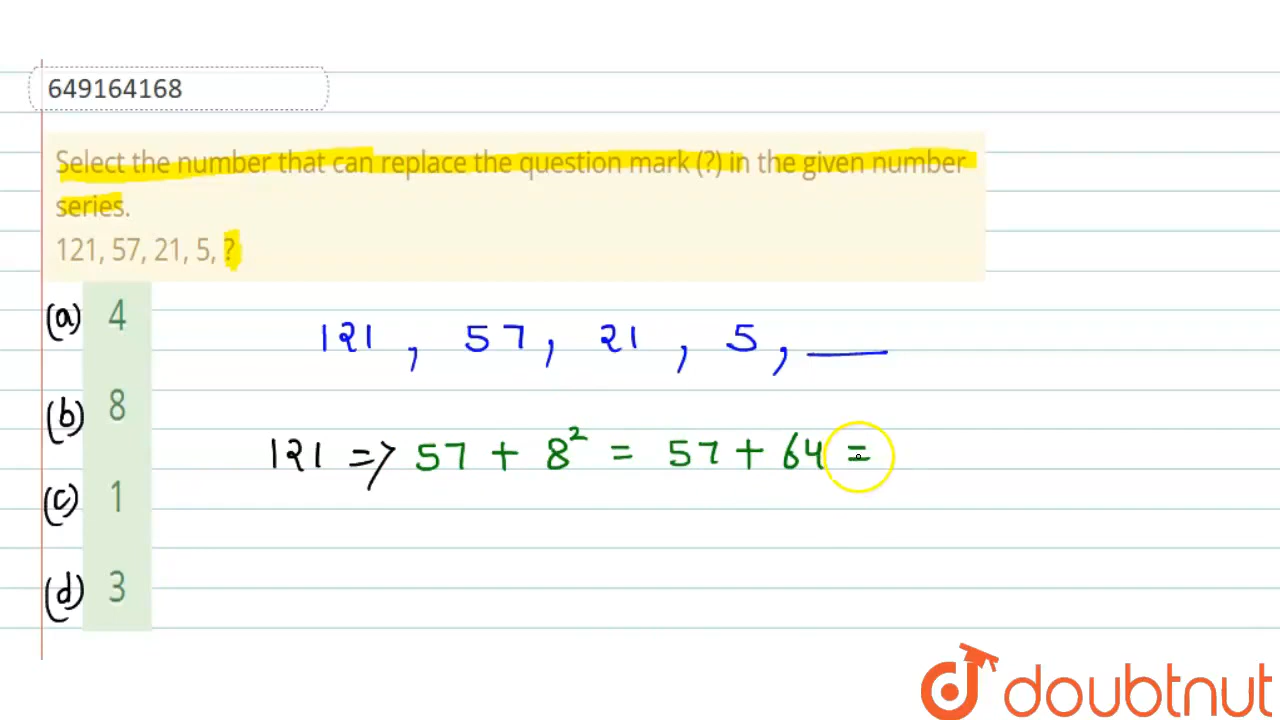 649164168
Select the number that can replace the question mark (?) in the given number
series.
121, 57, 21, 5, ?
(a) 4
121 , 57, 21 , 5, ___
(b) 8
121 => 57 + 8² = 57 + 64 =
(c) 1
(d) 3
doubtnut